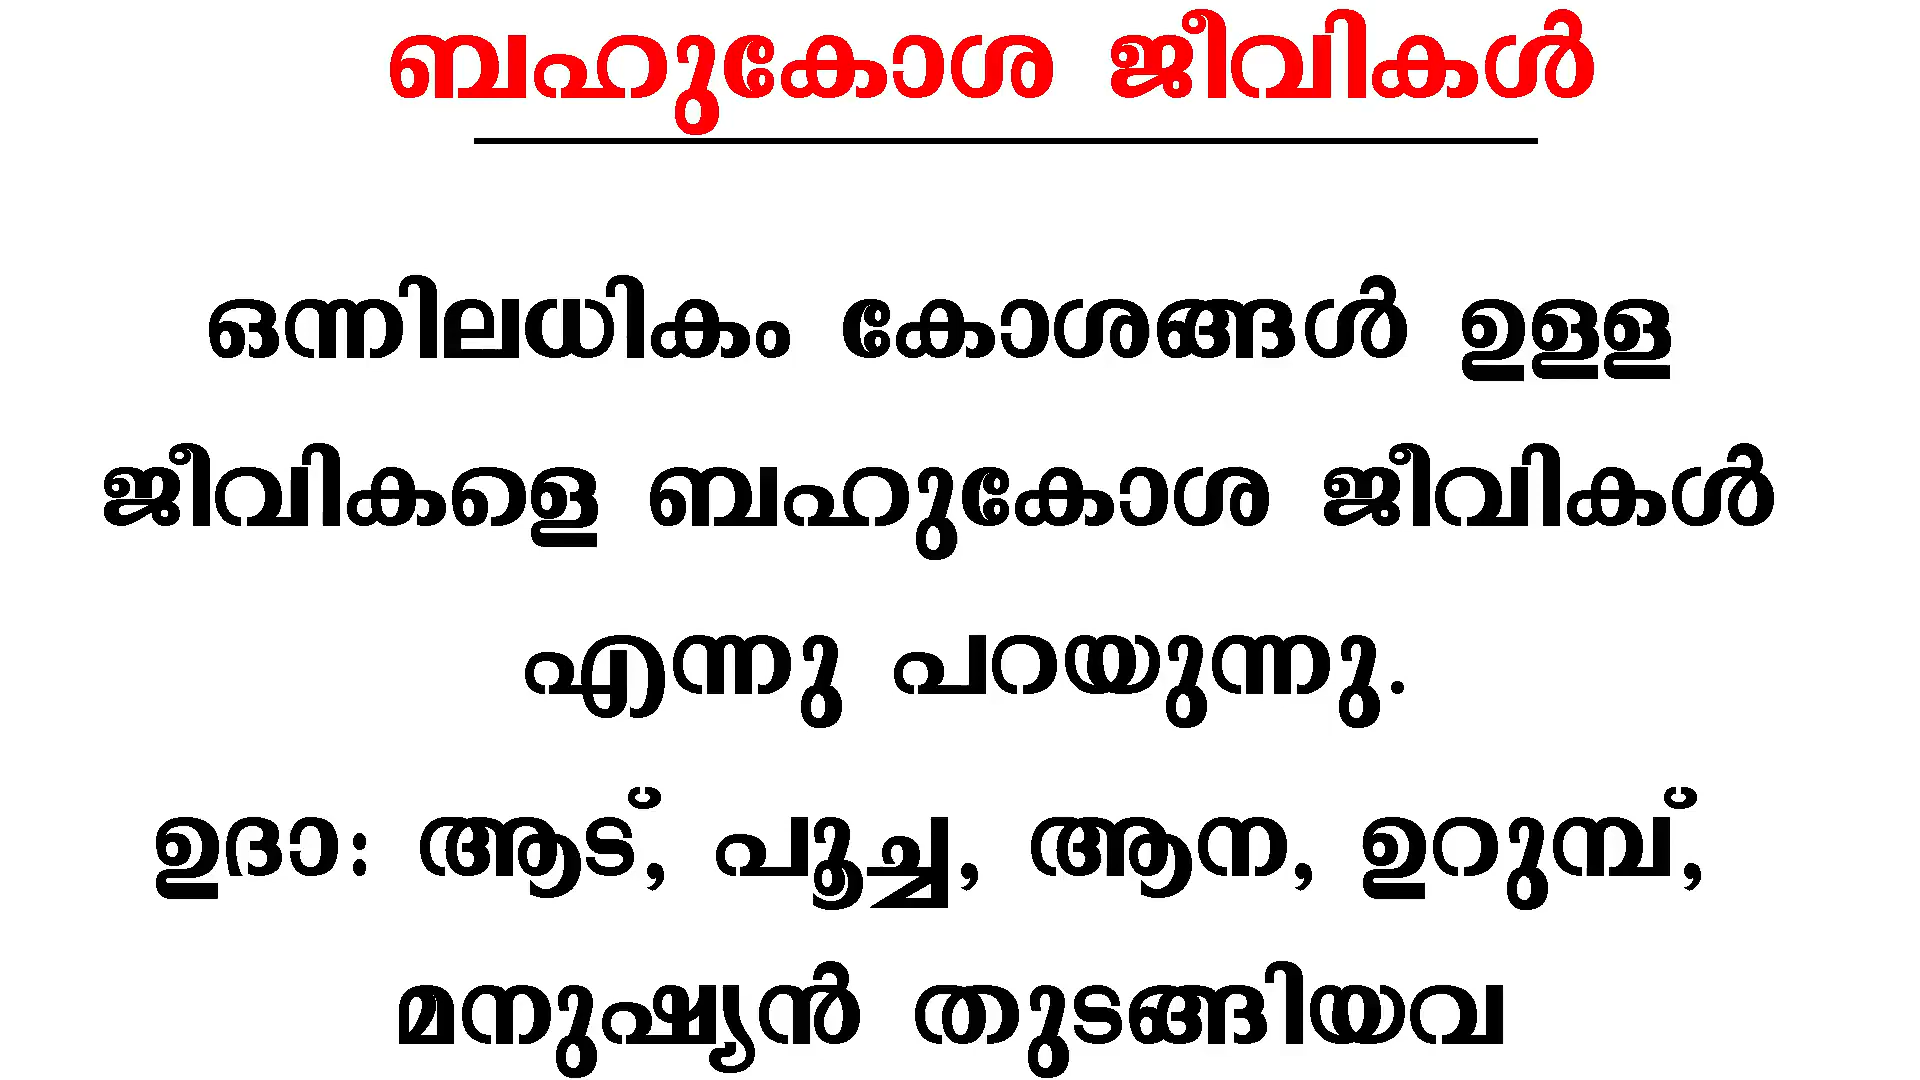 ബഹുകോശ ജീവികൾ
ഒന്നിലധികം കോശങ്ങൾ ഉള്ള
ജീവികളെ ബഹുകോശ ജീവികൾ
എന്നു പറയുന്നു.
ഉദാ: ആട്, പൂച്ച, ആന, ഉറുമ്പ്,
മനുഷ്യൻ തുടങ്ങിയവ